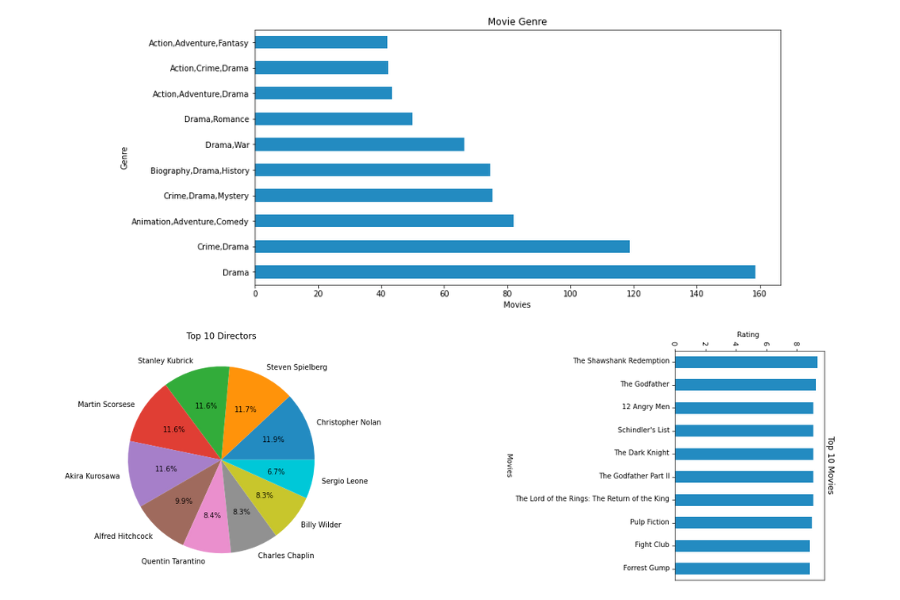 Movie Genre
Action,Adventure,Fantasy
Action,Crime,Drama
Action,Adventure,Drama
Drama,Romance
Drama,War
Biography,Drama,History
Crime,Drama,Mystery
Animation,Adventure,Comedy
Crime,Drama
Drama
Genre
0 20 40 60 80 100 120 140 160
Movies
Top 10 Directors
Stanley Kubrick
Steven Spielberg
Martin Scorsese
Christopher Nolan
Akira Kurosawa
Sergio Leone
Alfred Hitchcock
Billy Wilder
Quentin Tarantino
Charles Chaplin
11.6%
11.7%
11.6%
11.9%
11.6%
6.7%
9.9%
8.3%
8.4%
8.3%
Rating
0 2 4 6 8
The Shawshank Redemption
The Godfather
12 Angry Men
Schindler's List
The Dark Knight
The Godfather Part II
The Lord of the Rings: The Return of the King
Pulp Fiction
Fight Club
Forrest Gump
Movies
Top 10 Movies